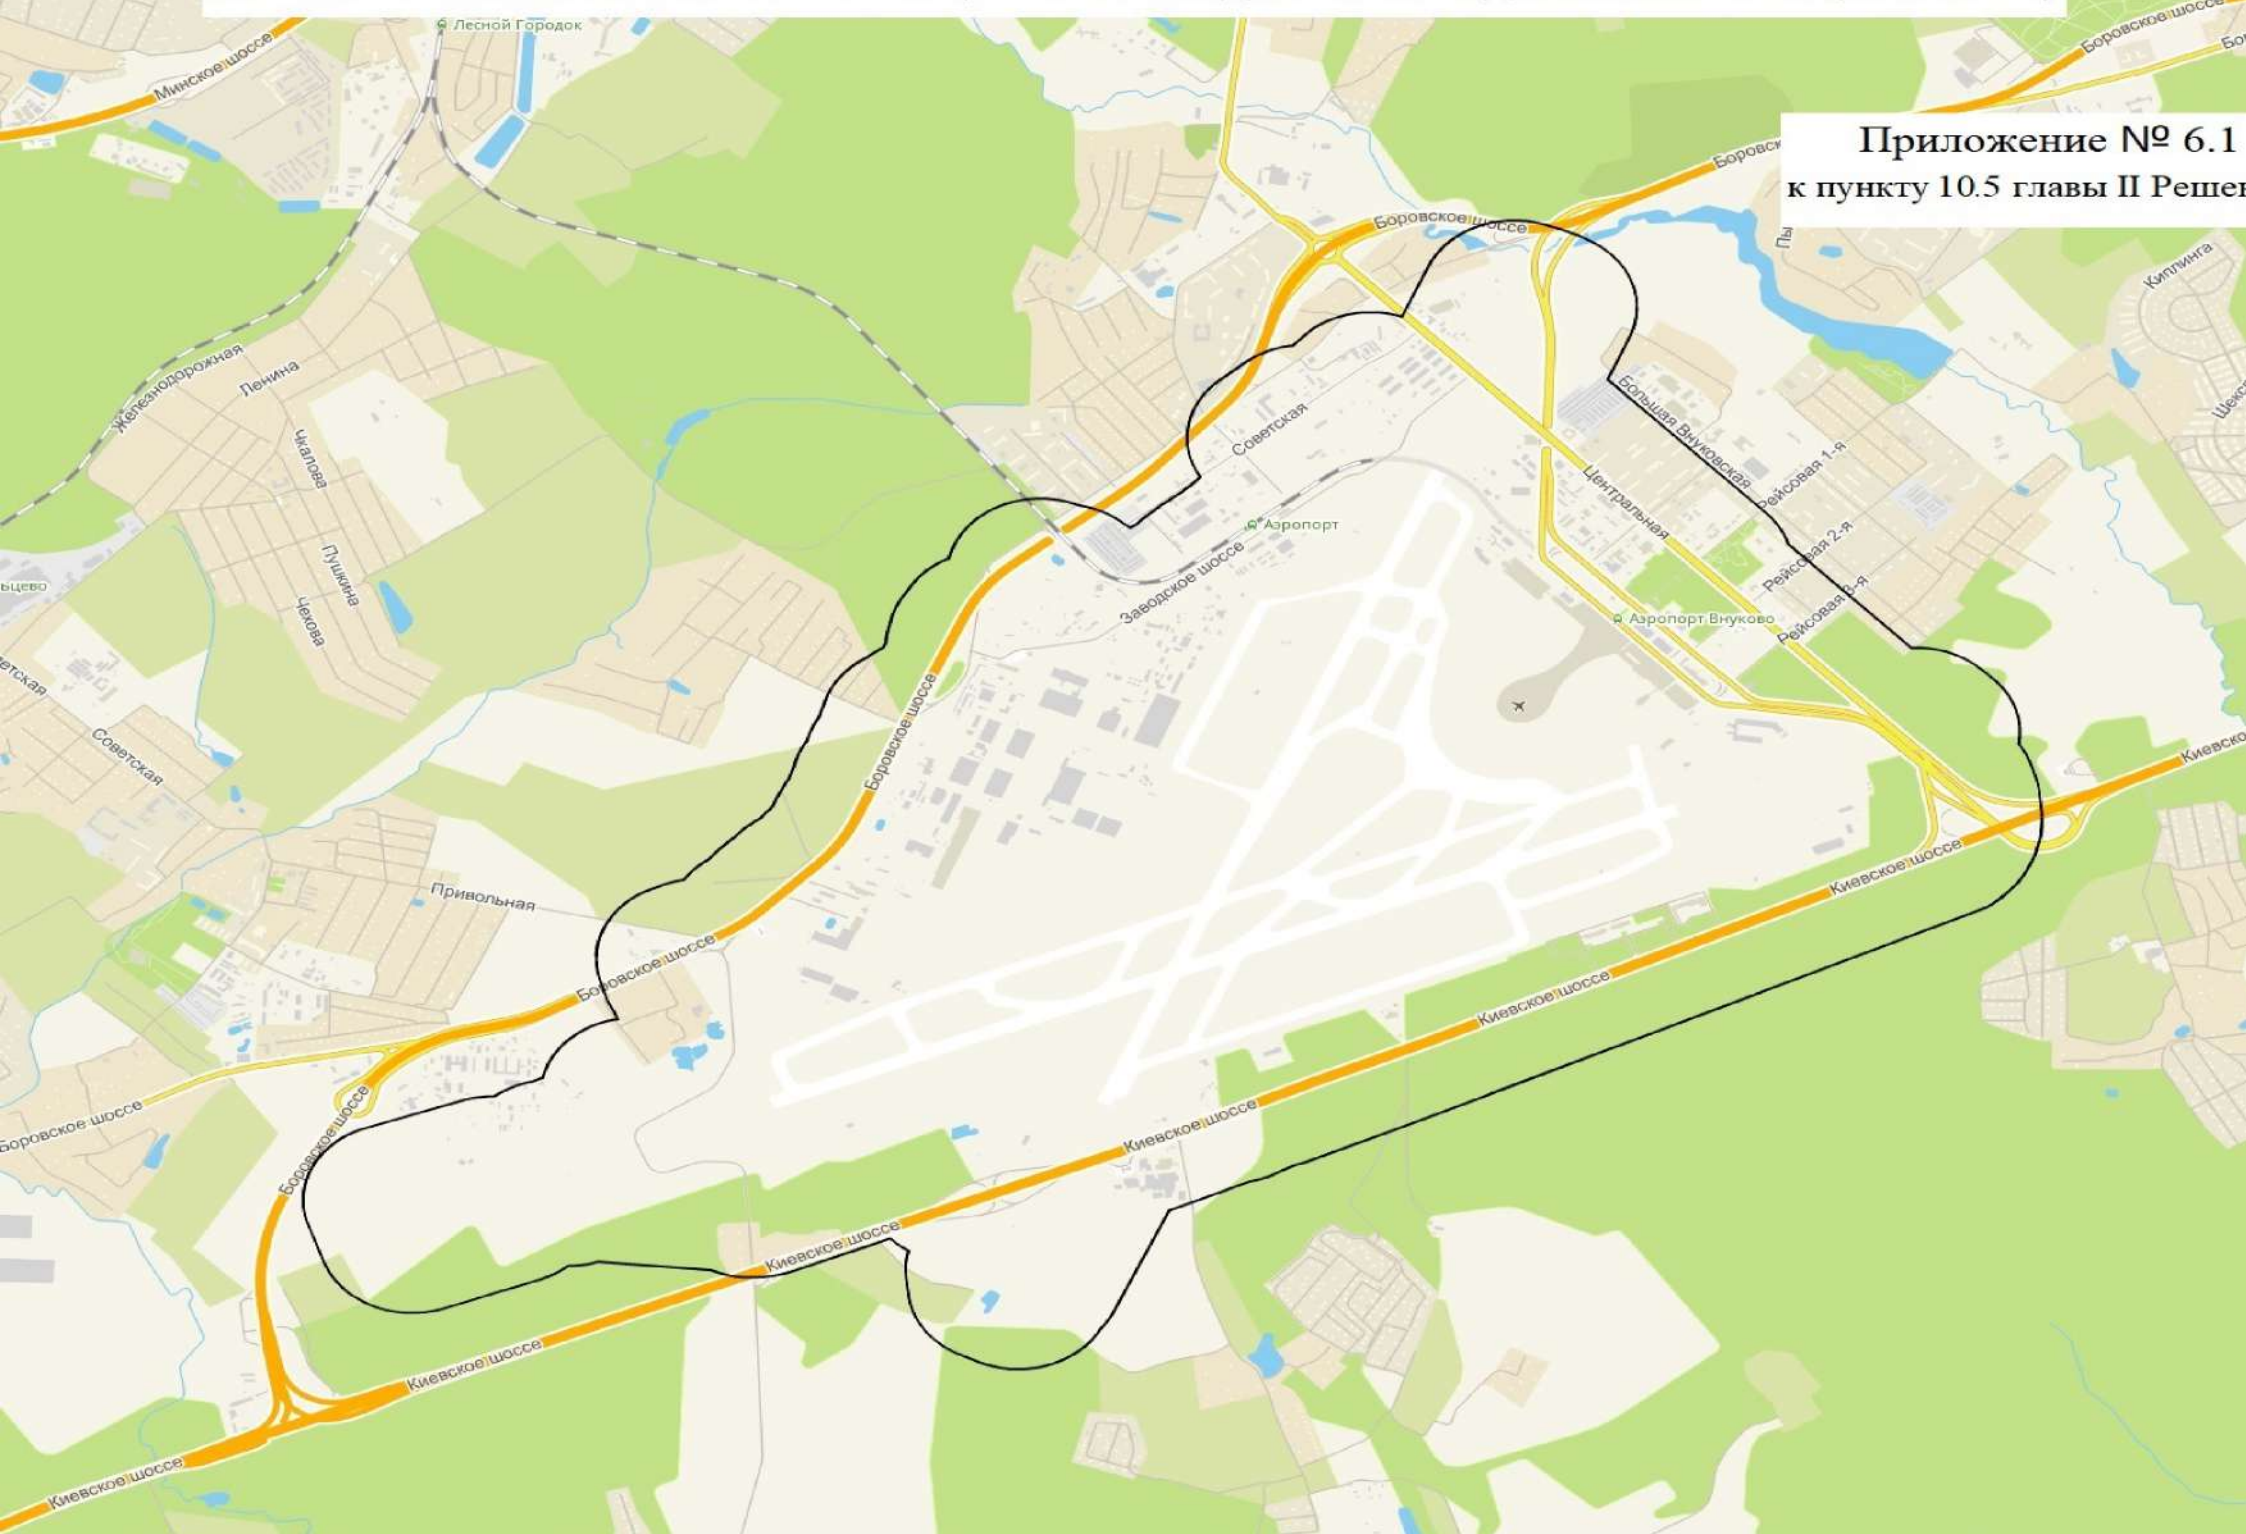 Лесной Городок
Боровское шоссе
Минское шоссе
Приложение № 6.1
к пункту 10.5 главы II
Боровское шоссе
Киплинга
Железнодорожная
Ленина
Большая Внуковская
Советская
Чкалова
Рейсовая 1-я
Центральная
Аэропорт
Рейсовая 2-я
Заводское шоссе
Пушкина
Рейсовая 3-я
Чехова
Аэропорт Внуково
Советская
Боровское шоссе
Киевское шоссе
Привольная
Боровское шоссе
Киевское шоссе
Киевское шоссе
Боровское шоссе
Боровское шоссе
Киевское шоссе
Киевское шоссе
Киевское шоссе
Киевское шоссе